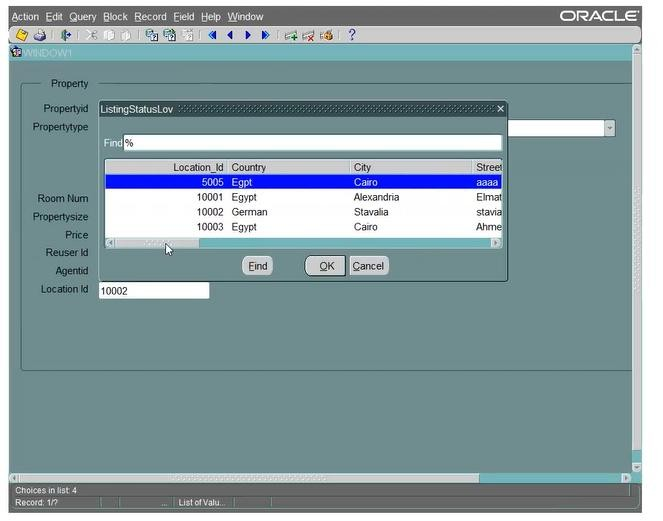 Action Edit Query Block Record Field Help Window ORACLE
WINDOW1
Property
Propertyid
Propertytype
ListingStatusLov
Find %
Location_Id Country City Street
5005 Egpt Cairo aaaa
10001 Egypt Alexandria Elmat
10002 German Stavalia stavia
10003 Egypt Cairo Ahme
Find OK Cancel
Room Num
Propertysize
Price
Reuser Id
Agentid
Location Id 10002
Choices in list: 4
Record: 1/? ... List of Valu...